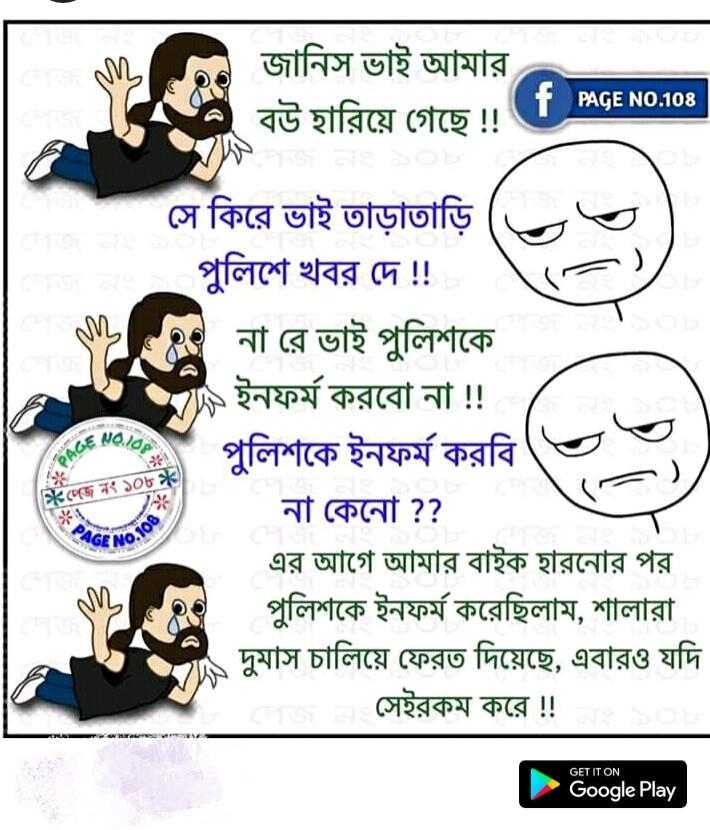 জানিস ভাই আমার
বউ হারিয়ে গেছে !!
f PAGE NO.108
সে কিরে ভাই তাড়াতাড়ি
পুলিশে খবর দে !!
না রে ভাই পুলিশকে
ইনফর্ম করবো না !!
পুলিশকে ইনফর্ম করবি
না কেনো ??
PAGE NO.108
পেজ নং ১০৮
PAGE NO.108
এর আগে আমার বাইক হারনোর পর
পুলিশকে ইনফর্ম করেছিলাম, শালারা
দুমাস চালিয়ে ফেরত দিয়েছে, এবারও যদি
সেইরকম করে !!
GET IT ON
Google Play